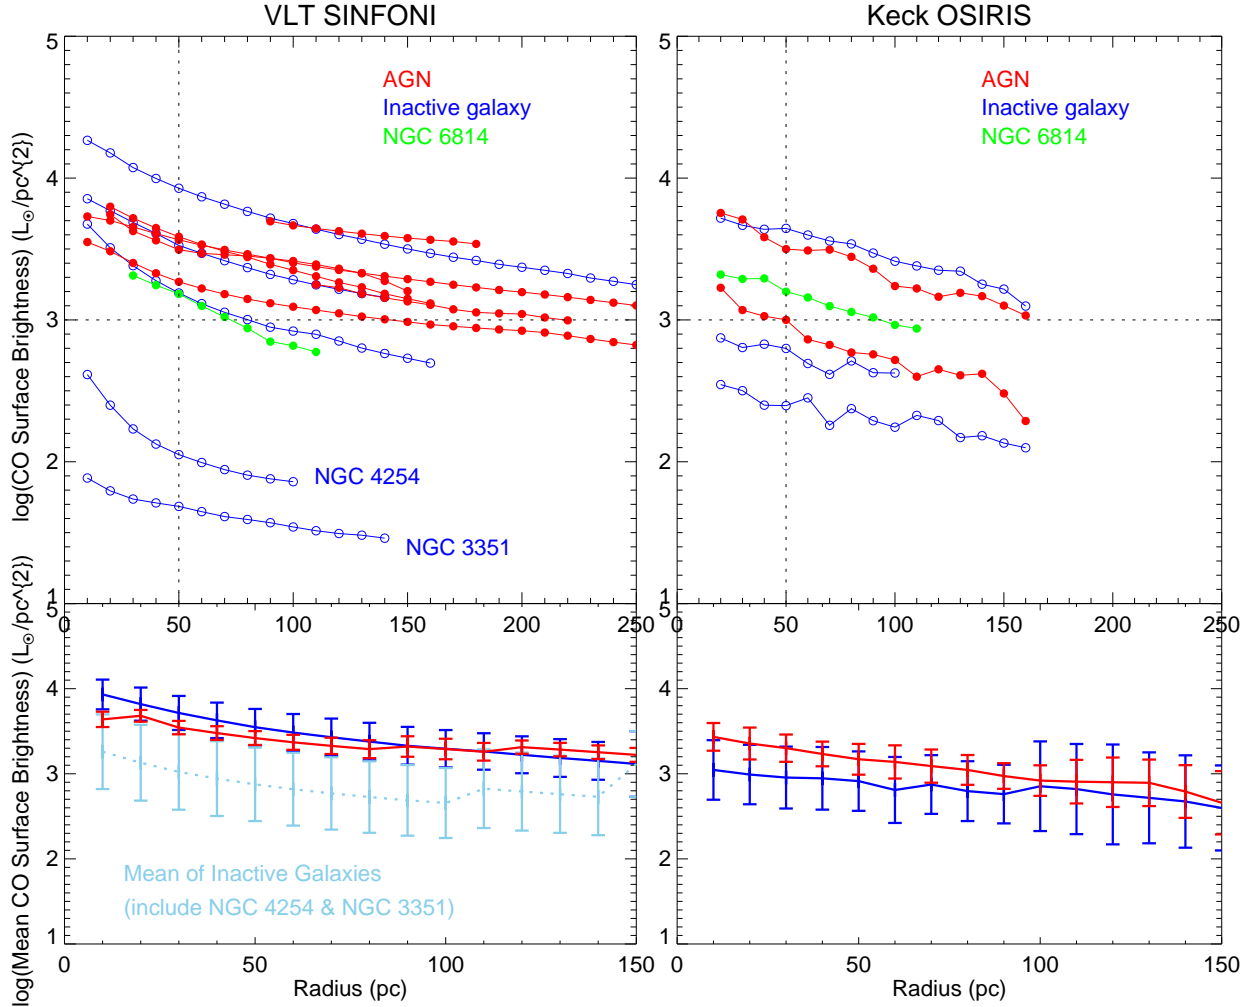 VLT SINFONI
Keck OSIRIS
log(CO Surface Brightness) (L☉/pc^{2})
5
4
3
2
1
AGN
Inactive galaxy
NGC 6814
NGC 4254
NGC 3351
0 50 100 150 200 250
5
4
3
2
1
AGN
Inactive galaxy
NGC 6814
0 50 100 150 200 250
log(Mean CO Surface Brightness) (L☉/pc^{2})
5
4
3
2
1
Mean of Inactive Galaxies
(include NGC 4254 & NGC 3351)
0 50 100 150
Radius (pc)
5
4
3
2
1
0 50 100 150
Radius (pc)